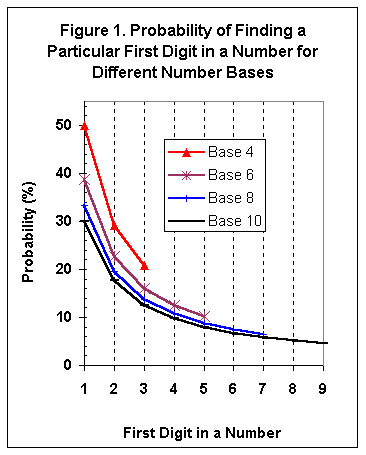 Figure 1. Probability of Finding a
Particular First Digit in a Number for
Different Number Bases
50
40
30
20
10
0
Probability (%)
Base 4
Base 6
Base 8
Base 10
1 2 3 4 5 6 7 8 9
First Digit in a Number